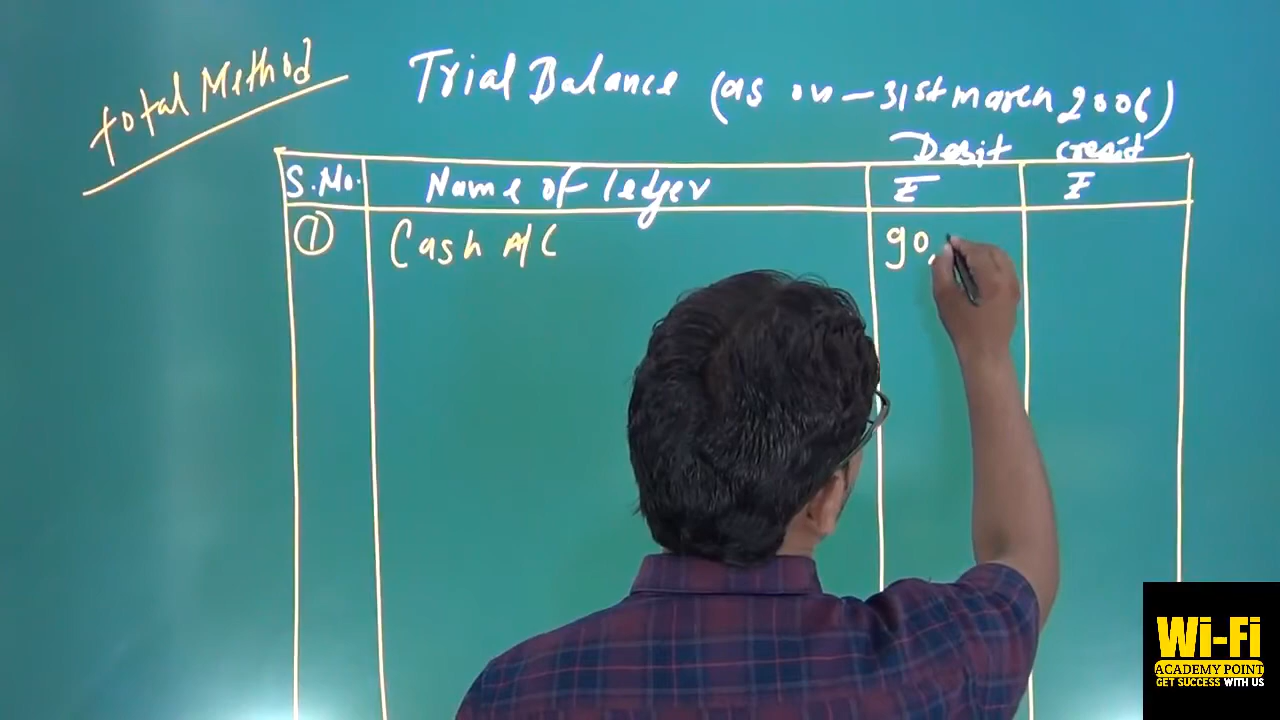 Total Method
Trial Balance (as on - 31st march 2006)
Debit credit
S.No. Name of ledger ₹ ₹
① Cash A/C 90,
Wi-Fi
ACADEMY POINT
GET SUCCESS WITH US